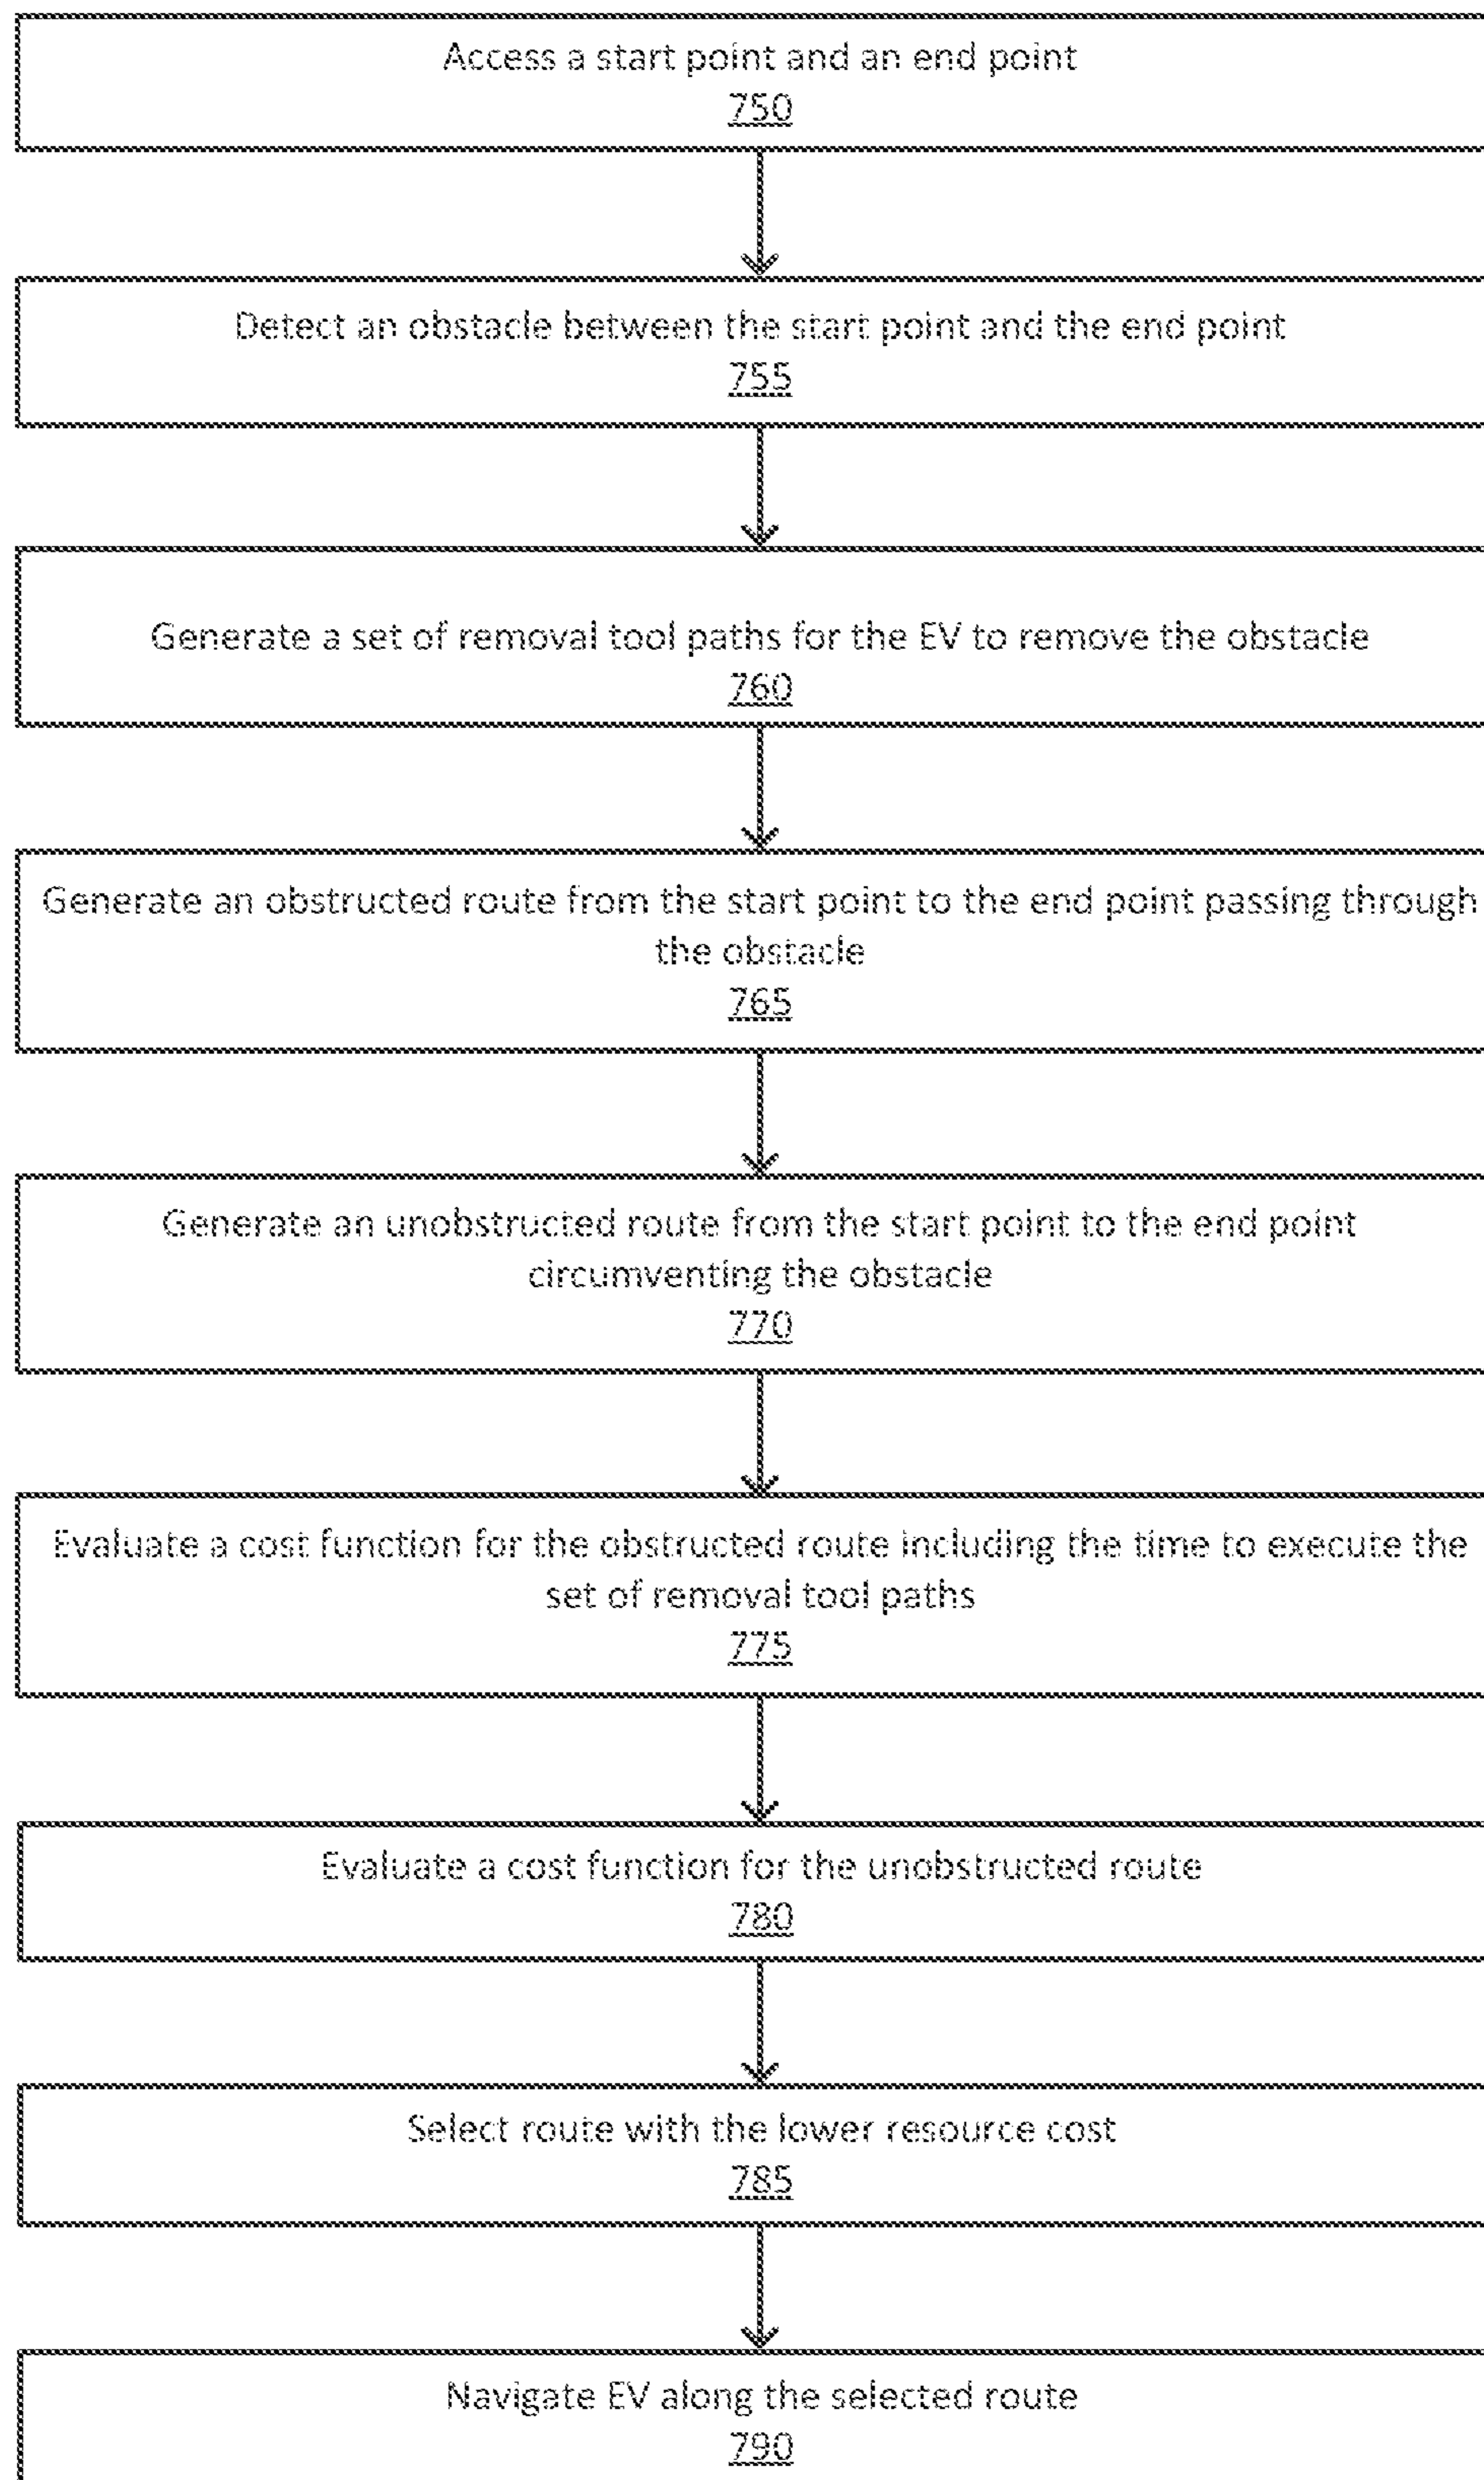 Access a start point and an end point
750
Detect an obstacle between the start point and the end point
755
Generate a set of removal tool paths for the EV to remove the obstacle
760
Generate an obstructed route from the start point to the end point passing through
the obstacle
765
Generate an unobstructed route from the start point to the end point
circumventing the obstacle
770
Evaluate a cost function for the obstructed route including the time to execute the
set of removal tool paths
775
Evaluate a cost function for the unobstructed route
780
Select route with the lower resource cost
785
Navigate EV along the selected route
790